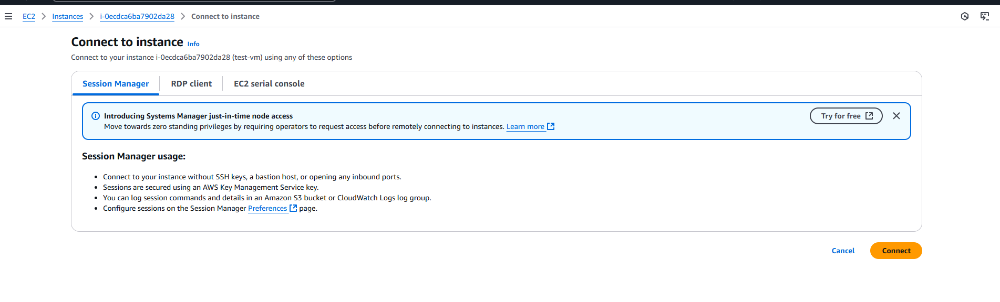 EC2 > Instances > i-0ecdca6ba7902da28 > Connect to instance
Connect to instance Info
Connect to your instance i-0ecdca6ba7902da28 (test-vm) using any of these options
Session Manager RDP client EC2 serial console
Introducing Systems Manager just-in-time node access
Move towards zero standing privileges by requiring operators to request access before remotely connecting to instances. Learn more
Try for free
Session Manager usage:
• Connect to your instance without SSH keys, a bastion host, or opening any inbound ports.
• Sessions are secured using an AWS Key Management Service key.
• You can log session commands and details in an Amazon S3 bucket or CloudWatch Logs log group.
• Configure sessions on the Session Manager Preferences page.
Cancel Connect